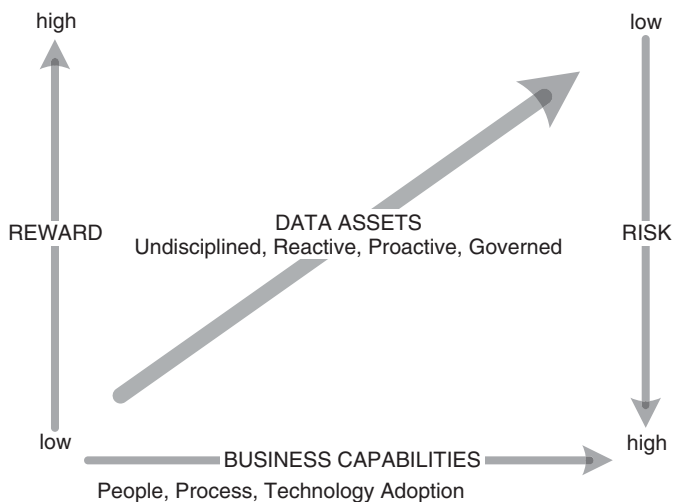 high
low
REWARD
DATA ASSETS
Undisciplined, Reactive, Proactive, Governed
RISK
low
high
BUSINESS CAPABILITIES
People, Process, Technology Adoption